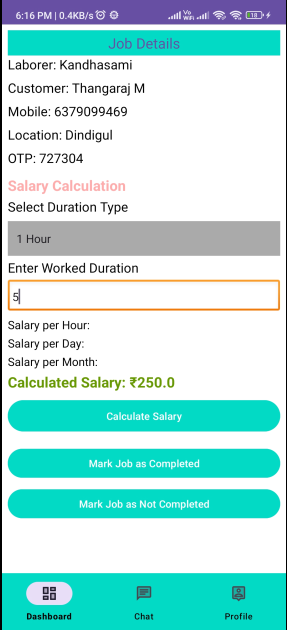 6:16 PM | 0.4KB/s
Vo WiFi 18
Job Details
Laborer: Kandhasami
Customer: Thangaraj M
Mobile: 6379099469
Location: Dindigul
OTP: 727304
Salary Calculation
Select Duration Type
1 Hour
Enter Worked Duration
5
Salary per Hour:
Salary per Day:
Salary per Month:
Calculated Salary: ₹250.0
Calculate Salary
Mark Job as Completed
Mark Job as Not Completed
Dashboard Chat Profile